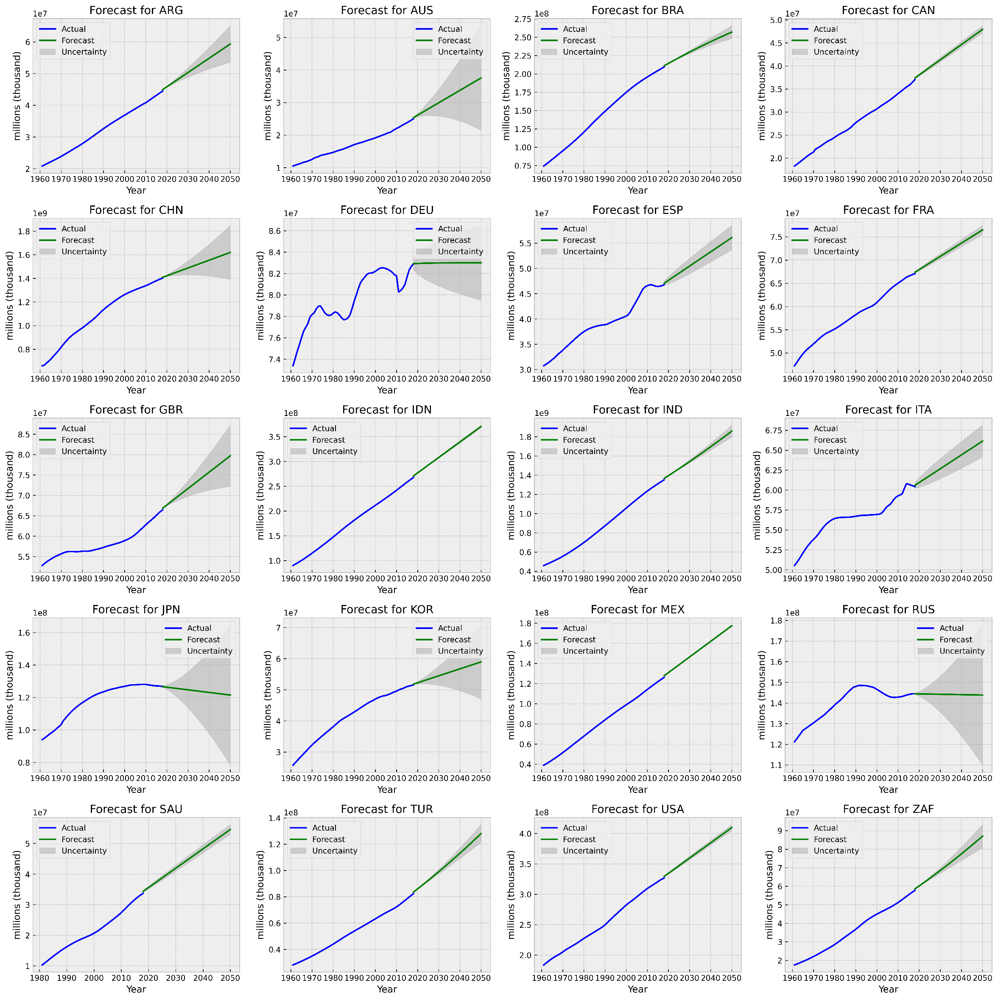 Forecast for ARG
1e7
millions (thousand)
6
5
4
3
2
Actual
Forecast
Uncertainty
1960 1970 1980 1990 2000 2010 2020 2030 2040 2050
Year
Forecast for AUS
1e7
millions (thousand)
5
4
3
2
1
Actual
Forecast
Uncertainty
1960 1970 1980 1990 2000 2010 2020 2030 2040 2050
Year
Forecast for BRA
1e8
millions (thousand)
2.75
2.50
2.25
2.00
1.75
1.50
1.25
1.00
0.75
Actual
Forecast
Uncertainty
1960 1970 1980 1990 2000 2010 2020 2030 2040 2050
Year
Forecast for CAN
1e7
millions (thousand)
5.0
4.5
4.0
3.5
3.0
2.5
2.0
Actual
Forecast
Uncertainty
1960 1970 1980 1990 2000 2010 2020 2030 2040 2050
Year
Forecast for CHN
1e9
millions (thousand)
1.8
1.6
1.4
1.2
1.0
0.8
Actual
Forecast
Uncertainty
1960 1970 1980 1990 2000 2010 2020 2030 2040 2050
Year
Forecast for DEU
1e7
millions (thousand)
8.6
8.4
8.2
8.0
7.8
7.6
7.4
Actual
Forecast
Uncertainty
1960 1970 1980 1990 2000 2010 2020 2030 2040 2050
Year
Forecast for ESP
1e7
millions (thousand)
5.5
5.0
4.5
4.0
3.5
3.0
Actual
Forecast
Uncertainty
1960 1970 1980 1990 2000 2010 2020 2030 2040 2050
Year
Forecast for FRA
1e7
millions (thousand)
7.5
7.0
6.5
6.0
5.5
5.0
Actual
Forecast
Uncertainty
1960 1970 1980 1990 2000 2010 2020 2030 2040 2050
Year
Forecast for GBR
1e7
millions (thousand)
8.5
8.0
7.5
7.0
6.5
6.0
5.5
Actual
Forecast
Uncertainty
1960 1970 1980 1990 2000 2010 2020 2030 2040 2050
Year
Forecast for IDN
1e8
millions (thousand)
3.5
3.0
2.5
2.0
1.5
1.0
Actual
Forecast
Uncertainty
1960 1970 1980 1990 2000 2010 2020 2030 2040 2050
Year
Forecast for IND
1e9
millions (thousand)
1.8
1.6
1.4
1.2
1.0
0.8
0.6
0.4
Actual
Forecast
Uncertainty
1960 1970 1980 1990 2000 2010 2020 2030 2040 2050
Year
Forecast for ITA
1e7
millions (thousand)
6.75
6.50
6.25
6.00
5.75
5.50
5.25
5.00
Actual
Forecast
Uncertainty
1960 1970 1980 1990 2000 2010 2020 2030 2040 2050
Year
Forecast for JPN
1e8
millions (thousand)
1.6
1.4
1.2
1.0
0.8
Actual
Forecast
Uncertainty
1960 1970 1980 1990 2000 2010 2020 2030 2040 2050
Year
Forecast for KOR
1e7
millions (thousand)
7
6
5
4
3
Actual
Forecast
Uncertainty
1960 1970 1980 1990 2000 2010 2020 2030 2040 2050
Year
Forecast for MEX
1e8
millions (thousand)
1.8
1.6
1.4
1.2
1.0
0.8
0.6
0.4
Actual
Forecast
Uncertainty
1960 1970 1980 1990 2000 2010 2020 2030 2040 2050
Year
Forecast for RUS
1e8
millions (thousand)
1.8
1.7
1.6
1.5
1.4
1.3
1.2
1.1
Actual
Forecast
Uncertainty
1960 1970 1980 1990 2000 2010 2020 2030 2040 2050
Year
Forecast for SAU
1e7
millions (thousand)
5
4
3
2
1
Actual
Forecast
Uncertainty
1980 1990 2000 2010 2020 2030 2040 2050
Year
Forecast for TUR
1e8
millions (thousand)
1.4
1.2
1.0
0.8
0.6
0.4
Actual
Forecast
Uncertainty
1960 1970 1980 1990 2000 2010 2020 2030 2040 2050
Year
Forecast for USA
1e8
millions (thousand)
4.0
3.5
3.0
2.5
2.0
Actual
Forecast
Uncertainty
1960 1970 1980 1990 2000 2010 2020 2030 2040 2050
Year
Forecast for ZAF
1e7
millions (thousand)
9
8
7
6
5
4
3
2
Actual
Forecast
Uncertainty
1960 1970 1980 1990 2000 2010 2020 2030 2040 2050
Year